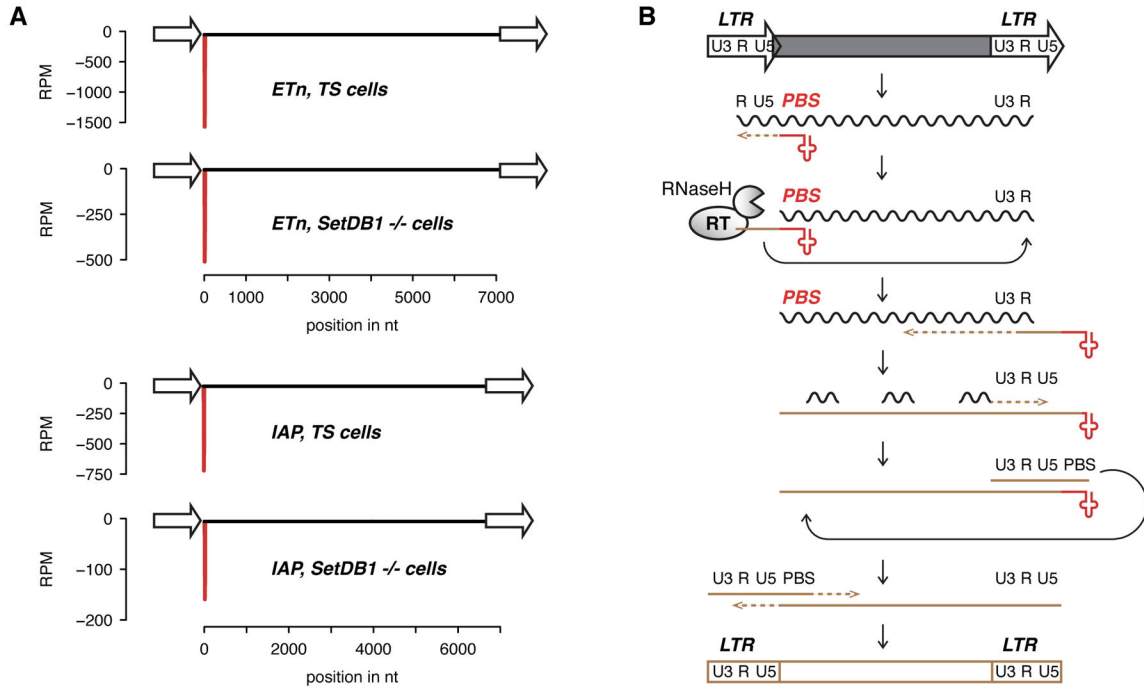 A
0
−500
−1000
−1500
RPM
ETn, TS cells
0
−250
−500
RPM
ETn, SetDB1 -/- cells
0 1000 3000 5000 7000
position in nt
0
−250
−500
−750
RPM
IAP, TS cells
0
−100
−200
RPM
IAP, SetDB1 -/- cells
0 2000 4000 6000
position in nt
B
LTR LTR
U3 R U5 U3 R U5
R U5 PBS U3 R
RNaseH
RT
PBS U3 R
PBS U3 R
U3 R U5
U3 R U5 PBS
U3 R U5 PBS U3 R U5
LTR LTR
U3 R U5 U3 R U5